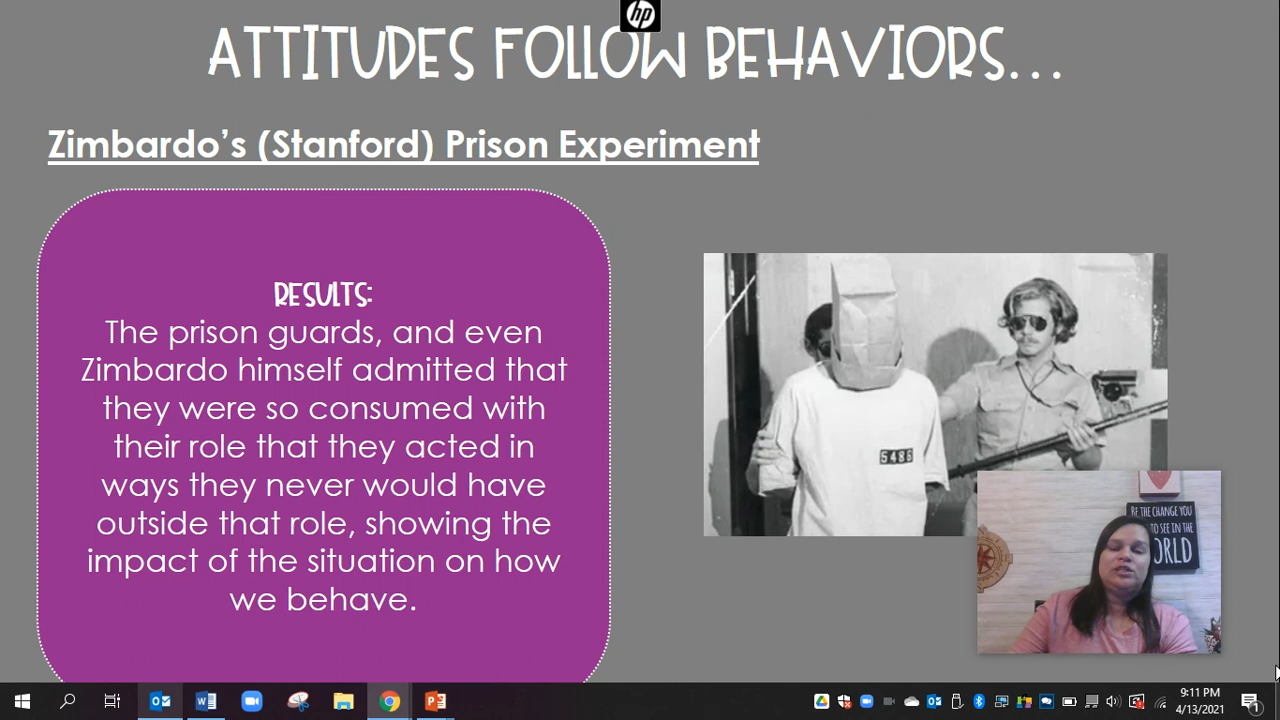 hp
ATTITUDES FOLLOW BEHAVIORS...
Zimbardo's (Stanford) Prison Experiment
RESULTS:
The prison guards, and even
Zimbardo himself admitted that
they were so consumed with
their role that they acted in
ways they never would have
outside that role, showing the
impact of the situation on how
we behave.
5486
BE THE CHANGE YOU
TO SEE IN THE
ORLD
9:11 PM
4/13/2021